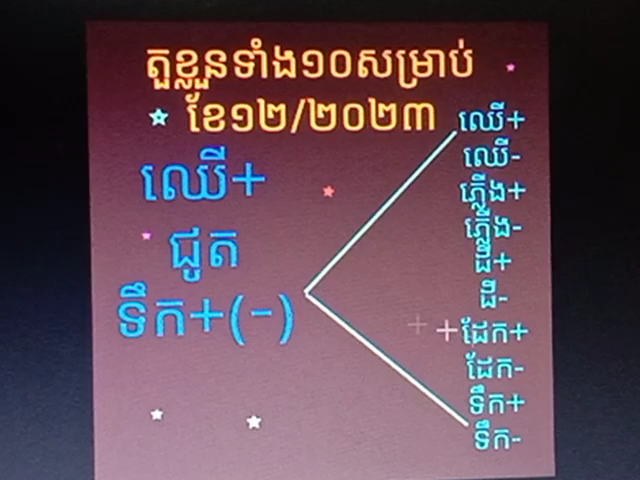 តួខ្លួនទាំង១០សម្រាប់
ខែ១២/២០២៣
ឈើ+
ជូត
ទឹក+(-)
ឈើ+
ឈើ-
ភ្លើង+
ភ្លើង-
ដី+
ដី-
ដែក+
ដែក-
ទឹក+
ទឹក-